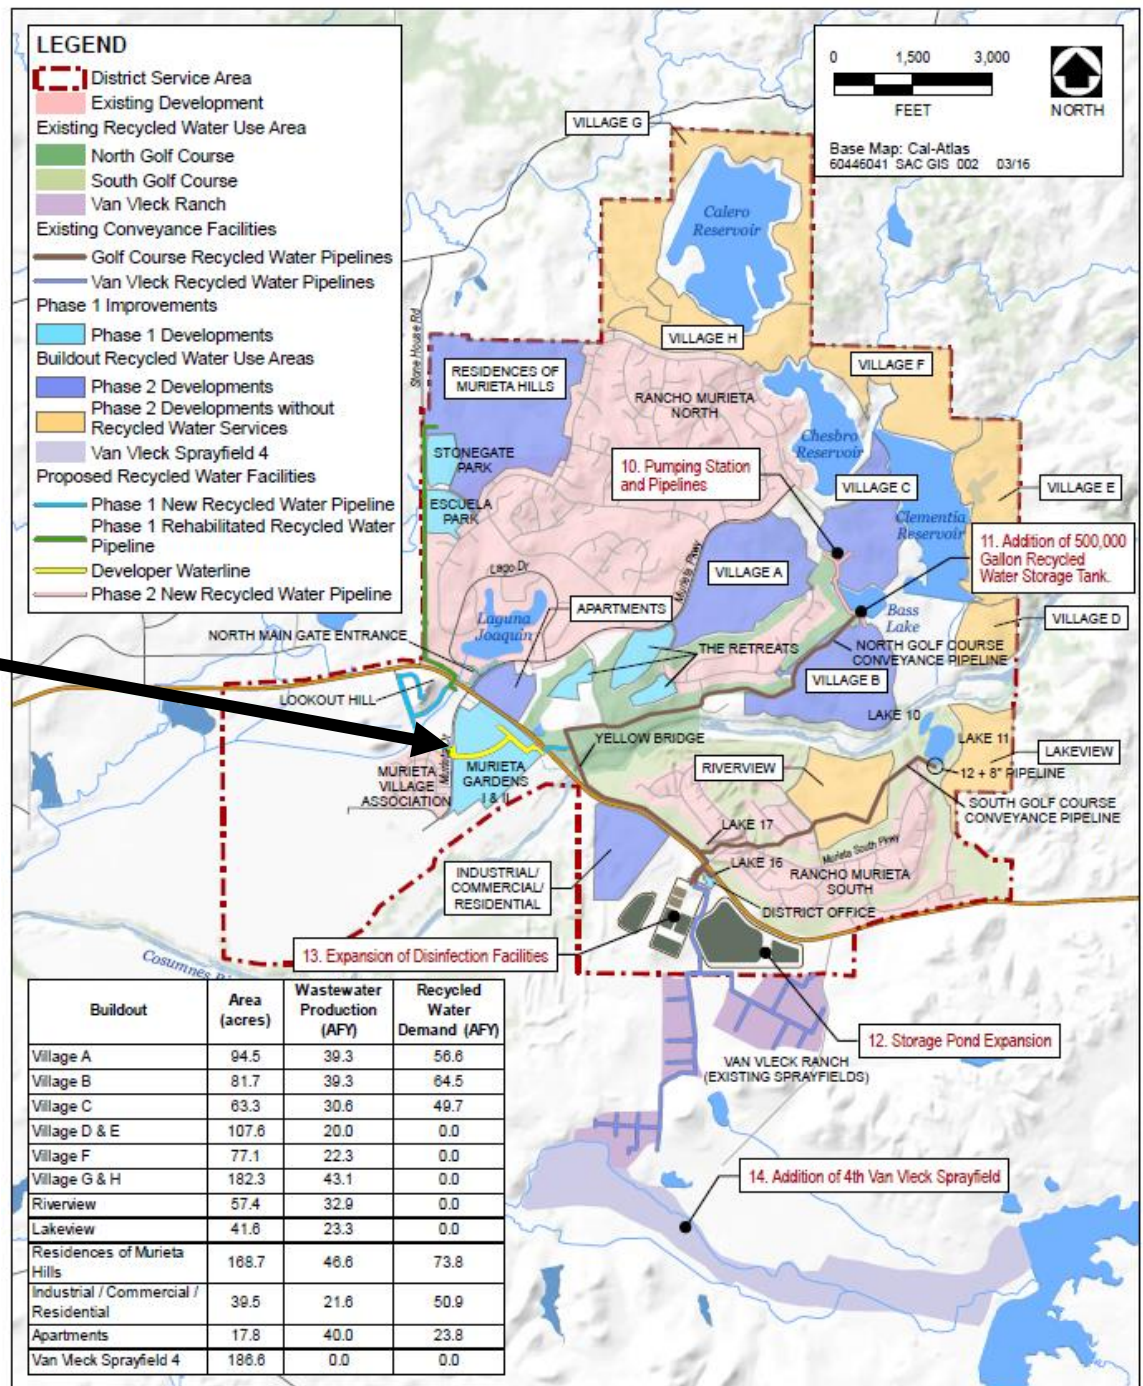 LEGEND
District Service Area
Existing Development
Existing Recycled Water Use Area
North Golf Course
South Golf Course
Van Vleck Ranch
Existing Conveyance Facilities
Golf Course Recycled Water Pipelines
Van Vleck Recycled Water Pipelines
Phase 1 Improvements
Phase 1 Developments
Buildout Recycled Water Use Areas
Phase 2 Developments
Phase 2 Developments without
Recycled Water Services
Van Vleck Sprayfield 4
Proposed Recycled Water Facilities
Phase 1 New Recycled Water Pipeline
Phase 1 Rehabilitated Recycled Water
Pipeline
Developer Waterline
Phase 2 New Recycled Water Pipeline
0 1,500 3,000
FEET
NORTH
Base Map: Cal-Atlas
60446041 SAC GIS 002 03/16
VILLAGE G
Calero
Reservoir
VILLAGE H
VILLAGE F
Stone House Rd
RESIDENCES OF
MURIETA HILLS
RANCHO MURIETA
NORTH
Chesbro
Reservoir
STONEGATE
PARK
10. Pumping Station
and Pipelines
VILLAGE C
VILLAGE E
ESCUELA
PARK
Clementia
Reservoir
11. Addition of 500,000
Gallon Recycled
Water Storage Tank.
Lago Dr
Murieta Pkwy
VILLAGE A
APARTMENTS
Laguna
Joaquin
Bass
Lake
VILLAGE D
NORTH MAIN GATE ENTRANCE
THE RETREATS
NORTH GOLF COURSE
CONVEYANCE PIPELINE
VILLAGE B
LOOKOUT HILL
LAKE 10
YELLOW BRIDGE
LAKE 11
LAKEVIEW
MURIETA
VILLAGE
ASSOCIATION
Murieta Dr
MURIETA
GARDENS
I & II
RIVERVIEW
12 + 8" PIPELINE
SOUTH GOLF COURSE
CONVEYANCE PIPELINE
LAKE 17
Murieta South Pkwy
LAKE 16
RANCHO MURIETA
SOUTH
INDUSTRIAL/
COMMERCIAL/
RESIDENTIAL
DISTRICT OFFICE
13. Expansion of Disinfection Facilities
Cosumnes
12. Storage Pond Expansion
VAN VLECK RANCH
(EXISTING SPRAYFIELDS)
14. Addition of 4th Van Vleck Sprayfield
Buildout Area (acres) Wastewater Production (AFY) Recycled Water Demand (AFY)
Village A 94.5 39.3 56.6
Village B 81.7 39.3 64.5
Village C 63.3 30.6 49.7
Village D & E 107.6 20.0 0.0
Village F 77.1 22.3 0.0
Village G & H 182.3 43.1 0.0
Riverview 57.4 32.9 0.0
Lakeview 41.6 23.3 0.0
Residences of Murieta Hills 168.7 46.6 73.8
Industrial / Commercial / Residential 39.5 21.6 50.9
Apartments 17.8 40.0 23.8
Van Vleck Sprayfield 4 186.6 0.0 0.0